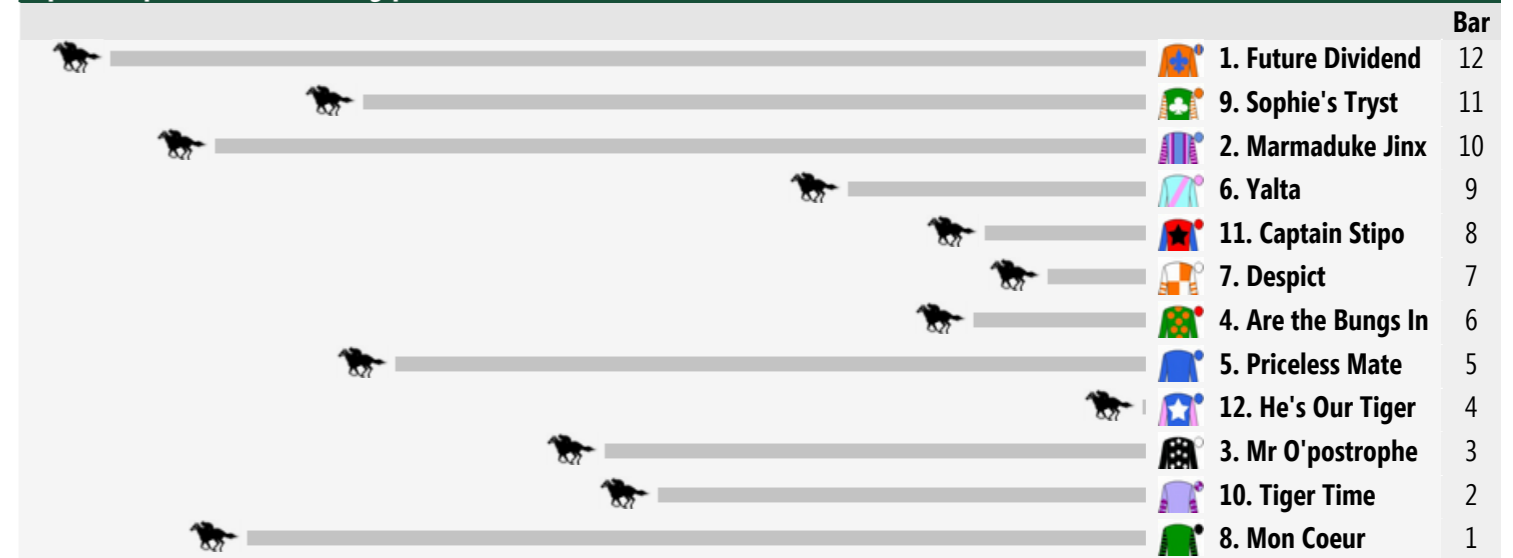 Bar
1. Future Dividend 12
9. Sophie's Tryst 11
2. Marmaduke Jinx 10
6. Yalta 9
11. Captain Stipo 8
7. Despict 7
4. Are the Bungs In 6
5. Priceless Mate 5
12. He's Our Tiger 4
3. Mr O'postrophe 3
10. Tiger Time 2
8. Mon Coeur 1